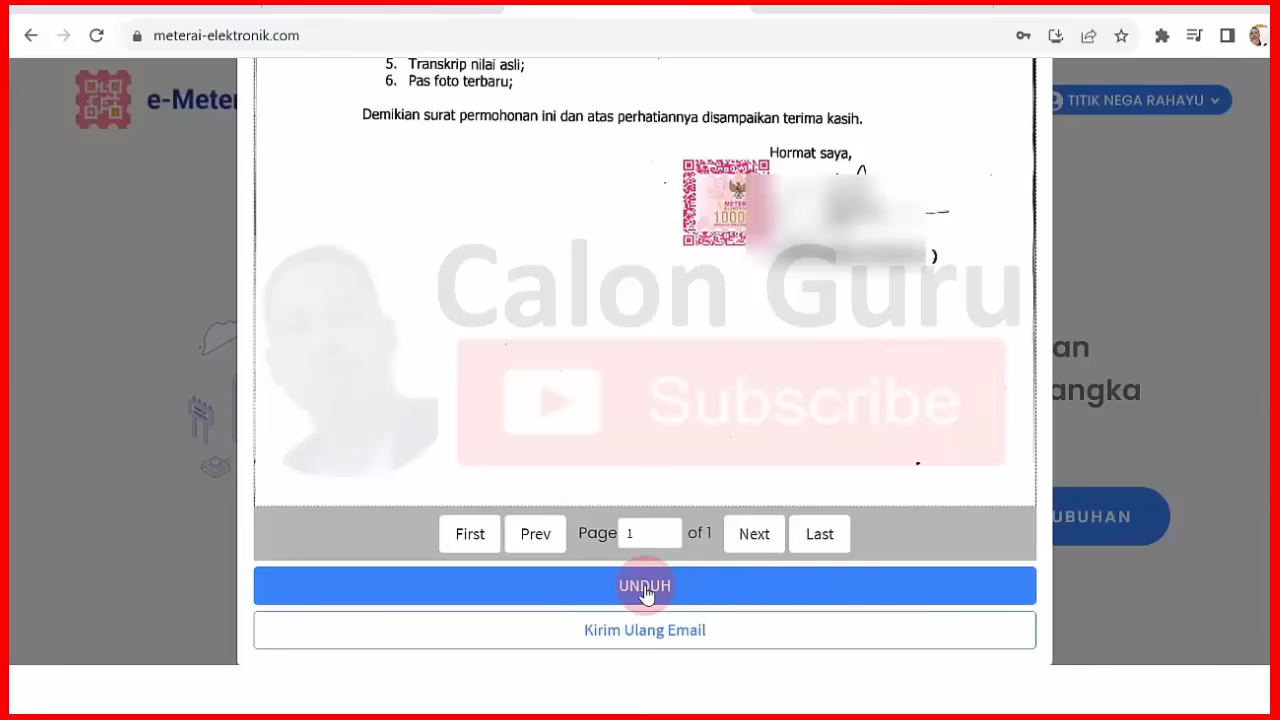 meterai-elektronik.com
e-Meter
TITIK NEGA RAHAYU
5. Transkrip nilai asli;
6. Pas foto terbaru;
Demikian surat permohonan ini dan atas perhatiannya disampaikan terima kasih.
Hormat saya,
METERAI
1000
)
Calon Guru
Subscribe
an
angka
UBUHAN
First
Prev
Page 1 of 1
Next
Last
UNDUH
Kirim Ulang Email